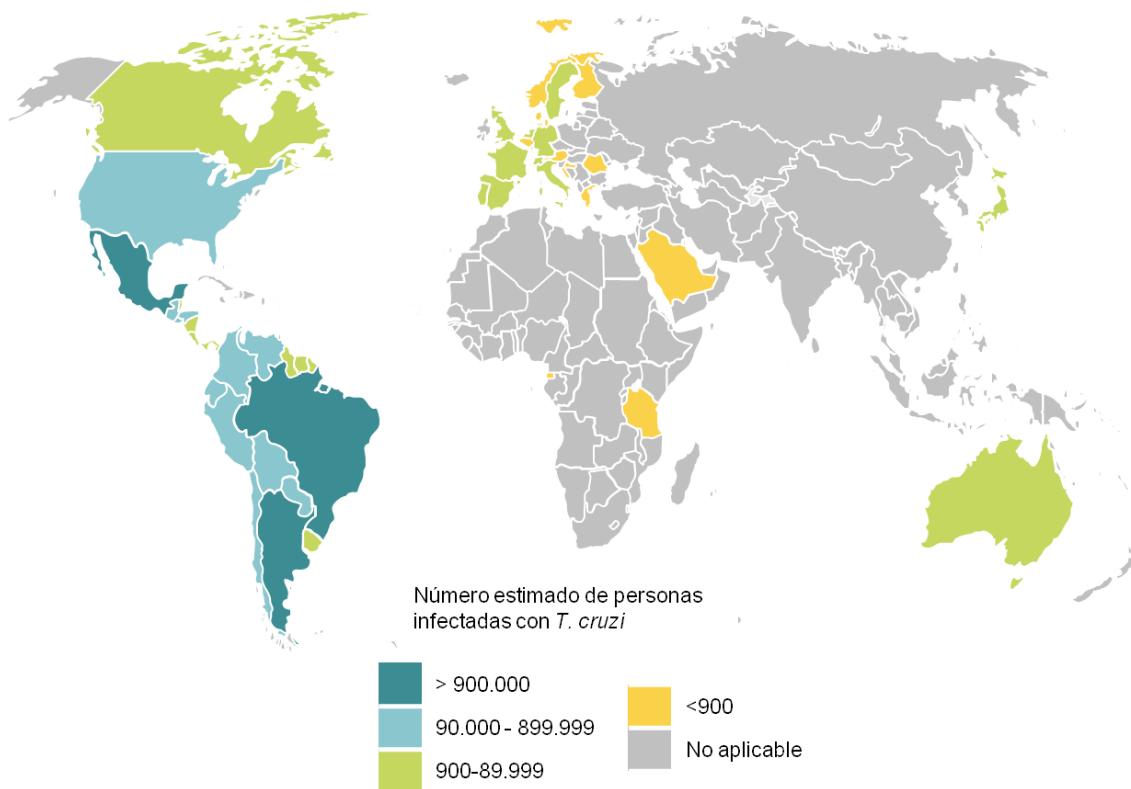 Número estimado de personas
infectadas con T. cruzi
> 900.000
90.000 - 899.999
900-89.999
<900
No aplicable